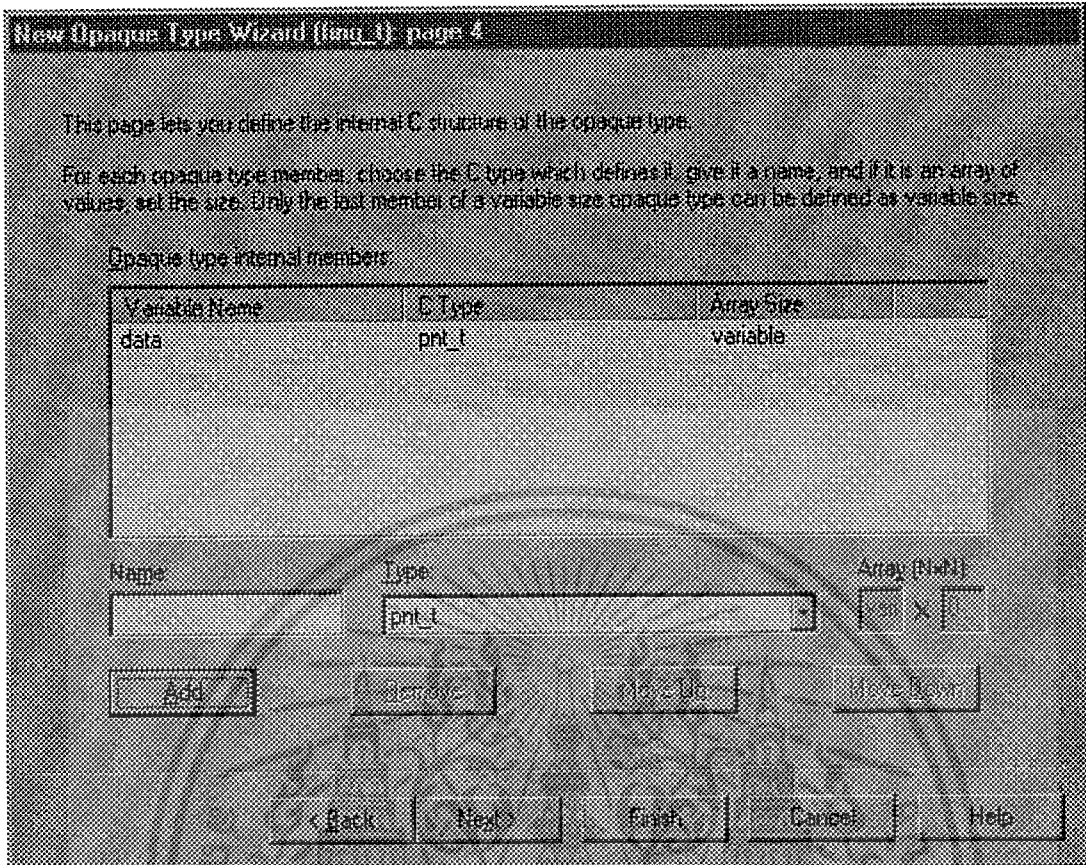 New Opaque Type Wizard (ling_t): page 4
This page lets you define the internal C structure of the opaque type.
For each opaque type member, choose the C type which defines it, give it a name, and if it is an array of
values, set the size. Only the last member of a variable size opaque type can be defined as variable size.
Opaque type internal members:
Variable Name C Type Array Size
data pnt_t variable
Name Type Array (NxN)
pnt_t X 1
Add Remove Move Up Move Down
< Back Next > Finish Cancel Help